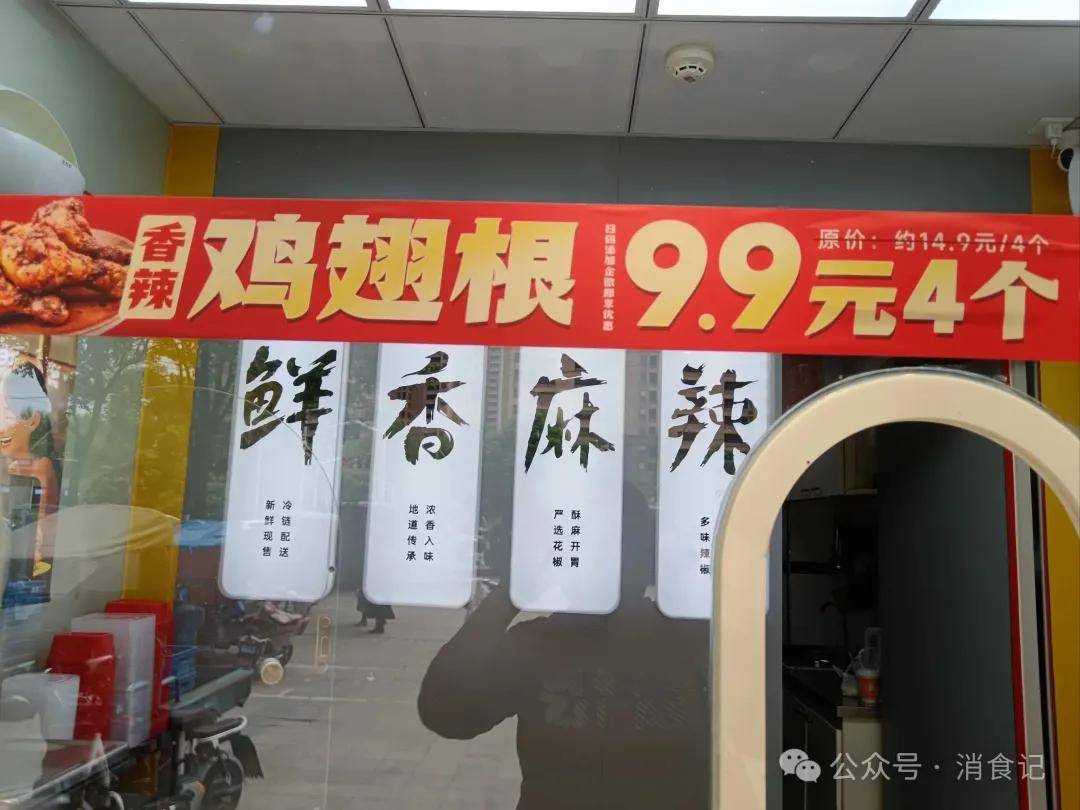 香辣
鸡翅根
扫码添加企微即享优惠
9.9元4个
原价：约14.9元/4个
鲜
冷链配送
新鲜现售
香
浓香入味
地道传承
麻
酥麻开胃
严选花椒
辣
多味辣椒
公众号·消食记